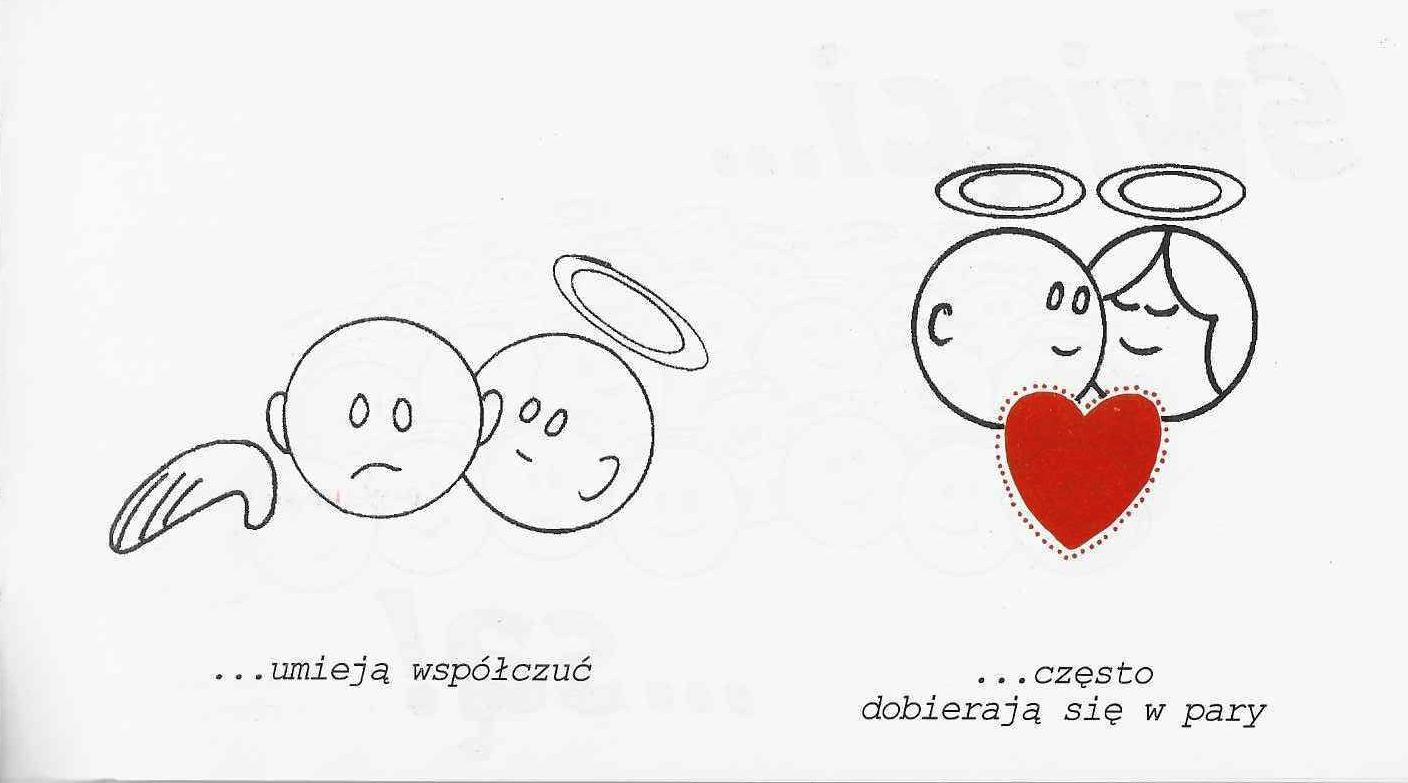 ...umieją współczuć
...często
dobierają się w pary